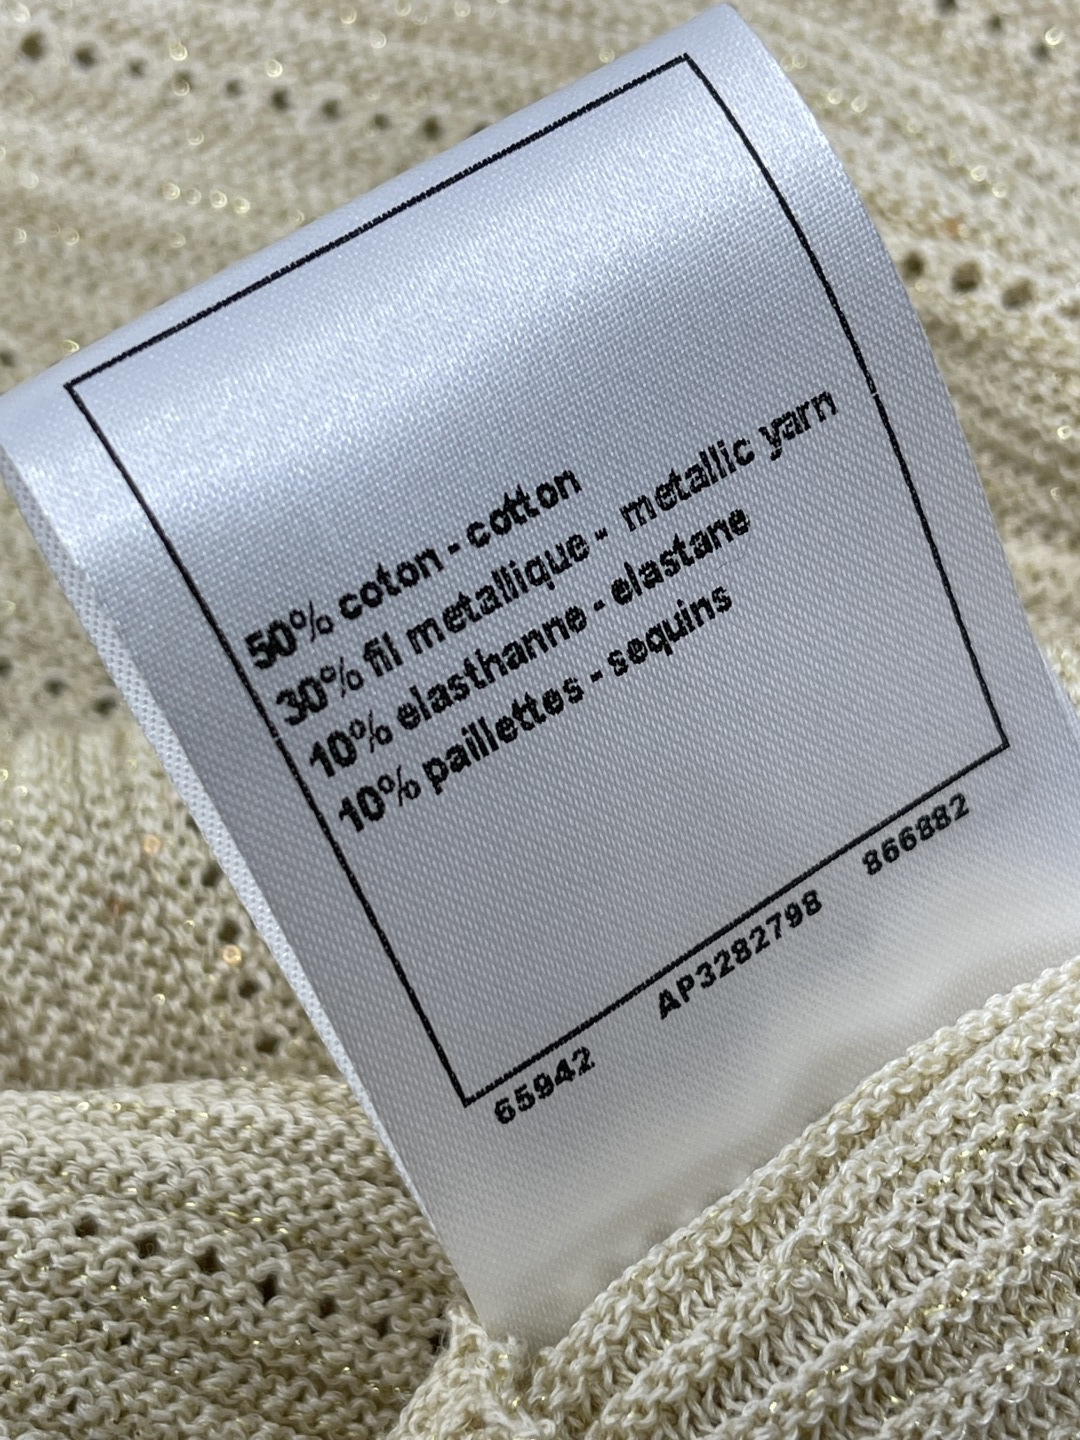 50% coton - cotton
30% fil metallique - metallic yarn
10% elasthanne - elastane
10% paillettes - sequins
65942 AP3282798 866882